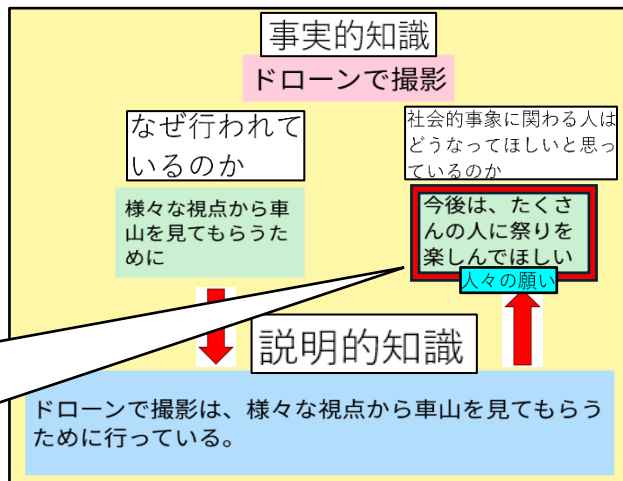 事実的知識
ドローンで撮影
なぜ行われて
いるのか
様々な視点から車
山を見てもらうた
めに
社会的事象に関わる人は
どうなってほしいと思っ
ているのか
今後は、たくさ
んの人に祭りを
楽しんでほしい
人々の願い
説明的知識
ドローンで撮影は、様々な視点から車山を見てもらう
ために行っている。